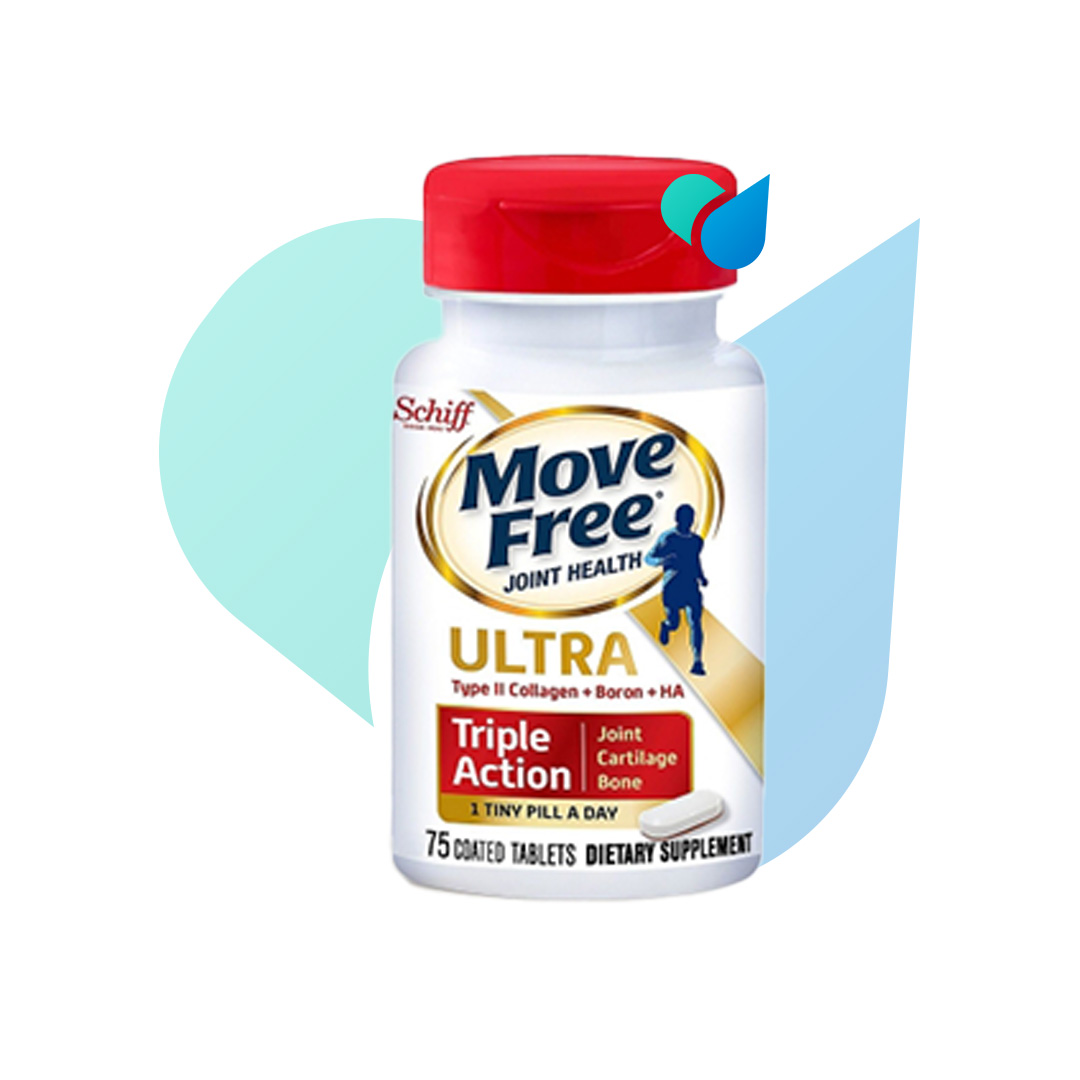 Schiff
Move
Free®
JOINT HEALTH
ULTRA
Type II Collagen + Boron + HA
Triple
Action
Joint
Cartilage
Bone
1 TINY PILL A DAY
75 COATED TABLETS DIETARY SUPPLEMENT